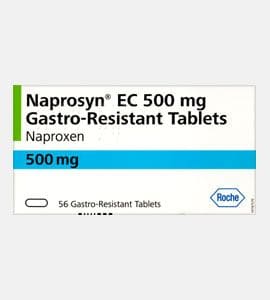 Naprosyn® EC 500 mg
Gastro-Resistant Tablets
Naproxen
500 mg
56 Gastro-Resistant Tablets
Roche